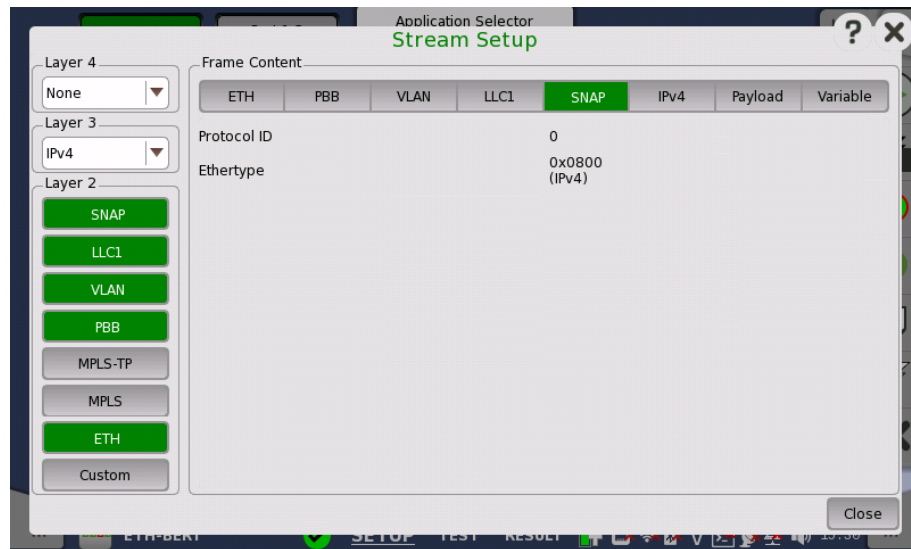 Application Selector
Stream Setup
?
Layer 4
None
Layer 3
IPv4
Layer 2
SNAP
LLC1
VLAN
PBB
MPLS-TP
MPLS
ETH
Custom
Frame Content
ETH PBB VLAN LLC1 SNAP IPv4 Payload Variable
Protocol ID 0
Ethertype 0x0800
(IPv4)
Close
ETH-BERT SETUP TEST RESULT